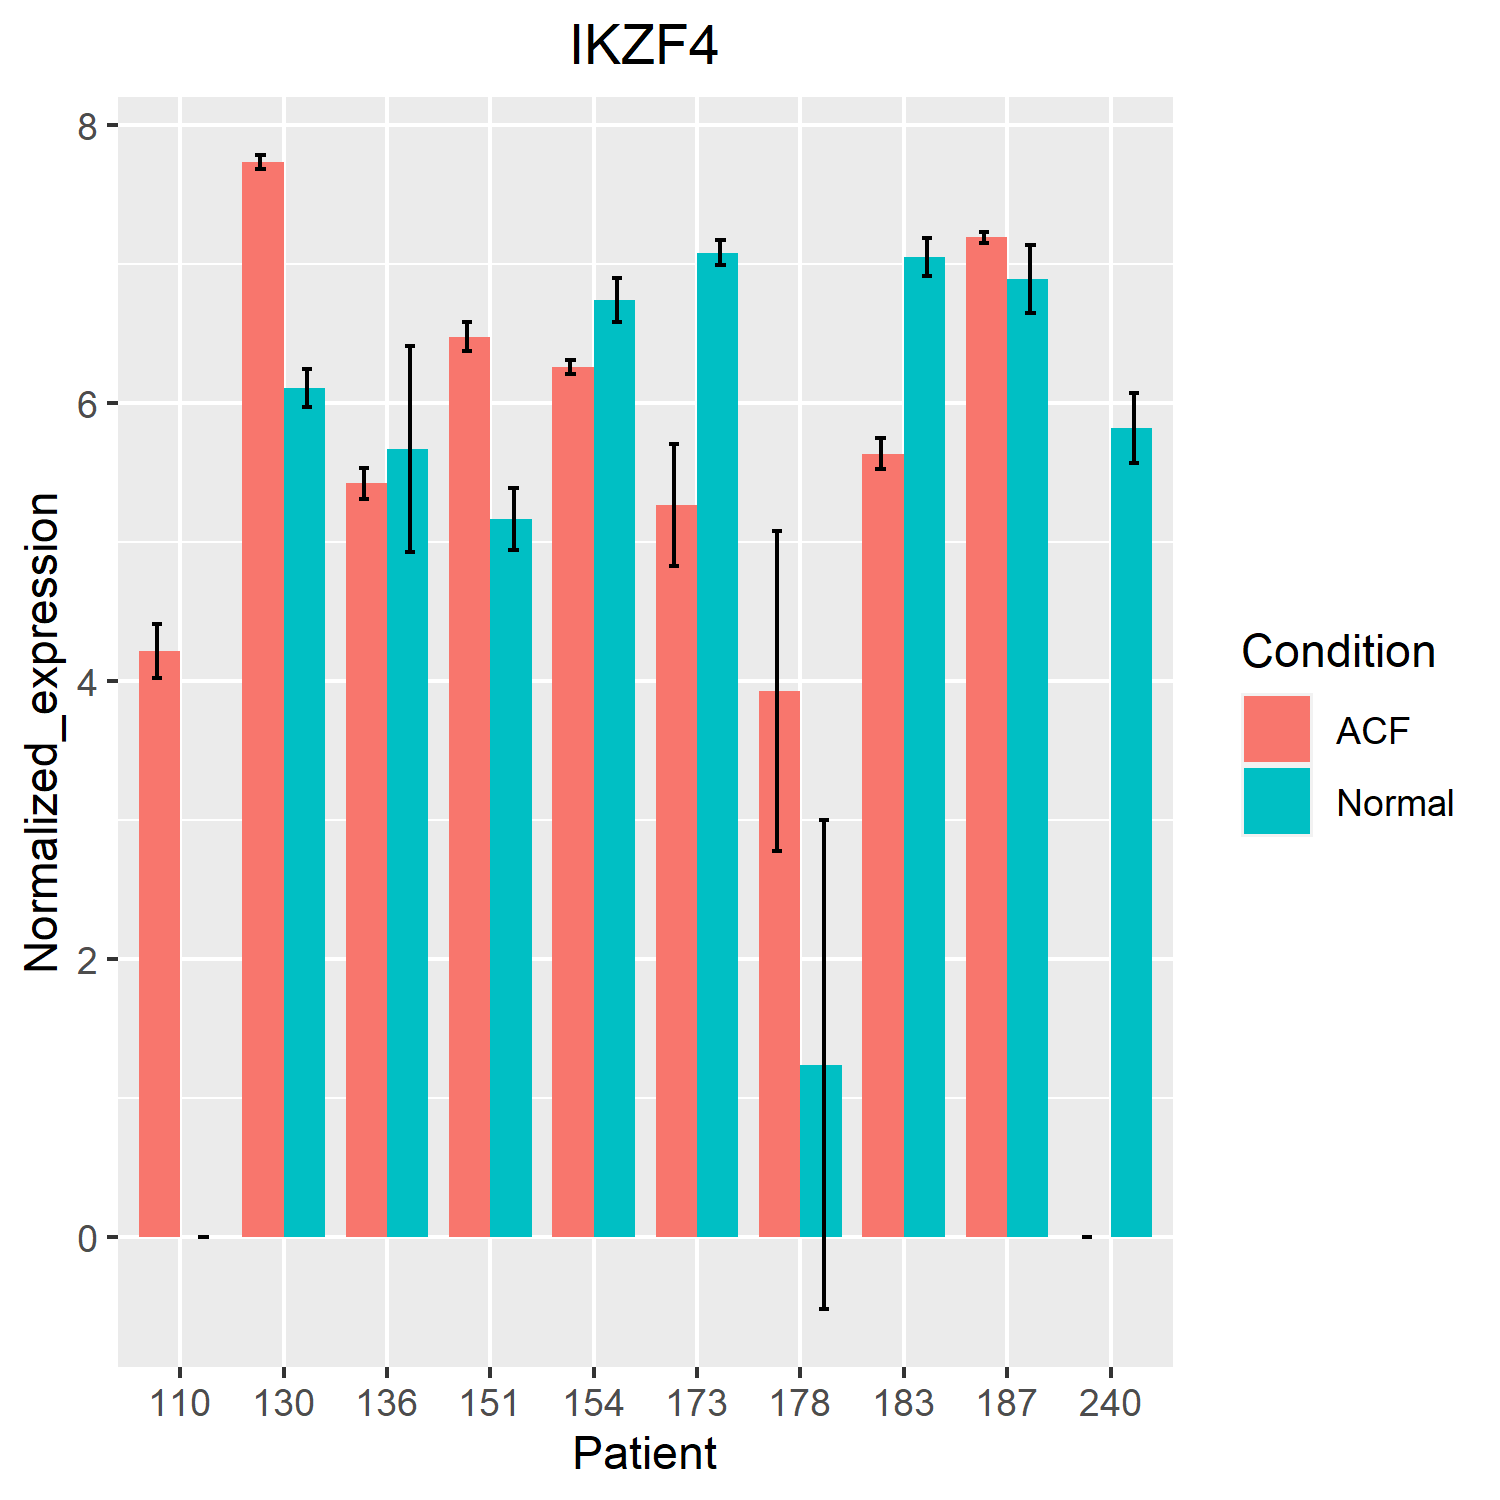 IKZF4
8
6
4
2
0
Normalized_expression
110 130 136 151 154 173 178 183 187 240
Patient
Condition
ACF
Normal